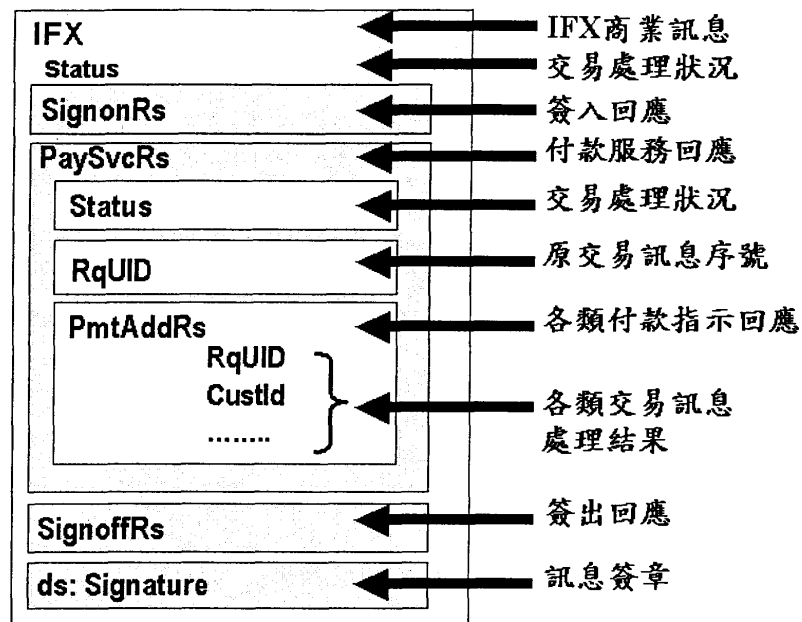 IFX
IFX商業訊息
Status
交易處理狀況
SignonRs
簽入回應
PaySvcRs
付款服務回應
Status
交易處理狀況
RqUID
原交易訊息序號
PmtAddRs
各類付款指示回應
RqUID
CustId
........
各類交易訊息
處理結果
SignoffRs
簽出回應
ds: Signature
訊息簽章